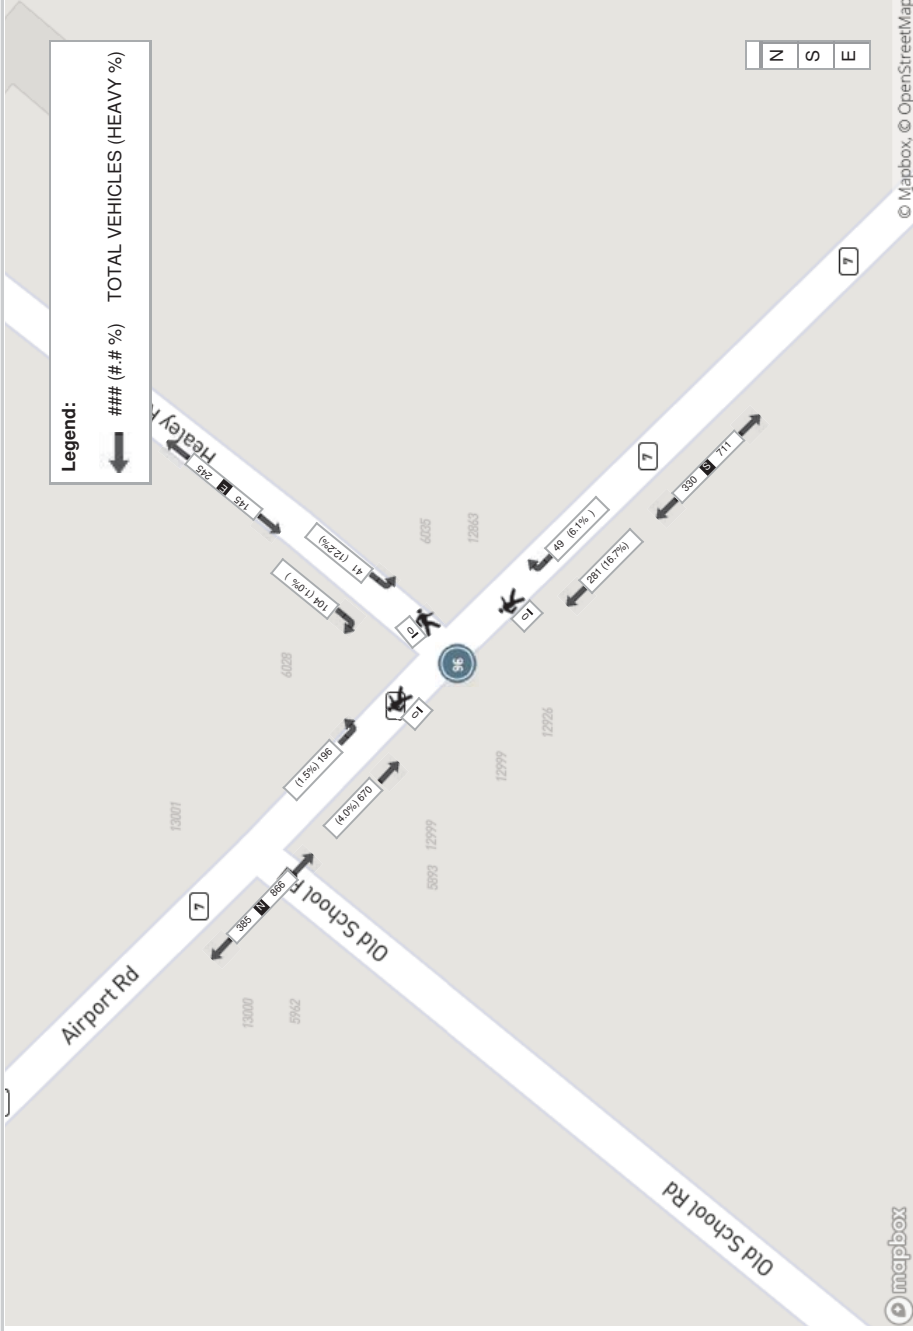 Legend:
### (#.# %) TOTAL VEHICLES (HEAVY %)
N
S
E
Healey
245 E 145
41 (12.2%)
104 (1.0% )
6035
12863
6028
7
7
49 (6.1% )
281 (16.7%)
330 S 711
0
0
0
96
(1.5%) 196
(4.0%) 670
13001
12926
12999
12999
5893
7
385 N 866
Old School R
Airport Rd
13000
5962
Old School Rd
mapbox
© Mapbox, © OpenStreetMap